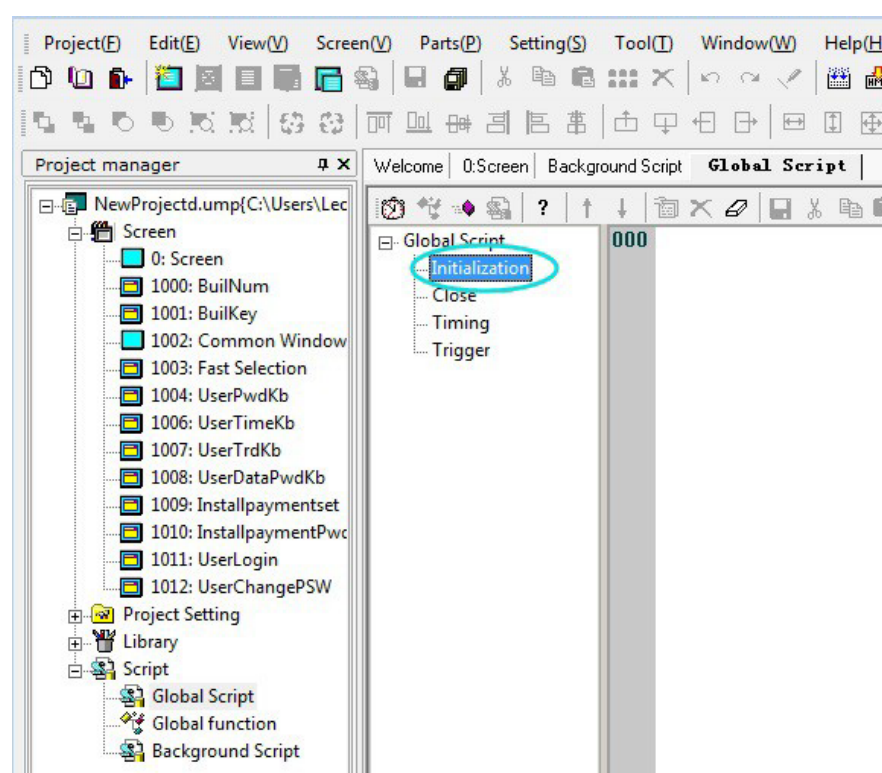 Project(F) Edit(E) View(V) Screen(V) Parts(P) Setting(S) Tool(T) Window(W) Help(H
Project manager
Welcome 0:Screen Background Script Global Script
NewProjectd.ump{C:\Users\Lec
Screen
0: Screen
1000: BuilNum
1001: BuilKey
1002: Common Window
1003: Fast Selection
1004: UserPwdKb
1006: UserTimeKb
1007: UserTrdKb
1008: UserDataPwdKb
1009: Installpaymentset
1010: InstallpaymentPwd
1011: UserLogin
1012: UserChangePSW
Project Setting
Library
Script
Global Script
Global function
Background Script
?
Global Script
Initialization
Close
Timing
Trigger
000